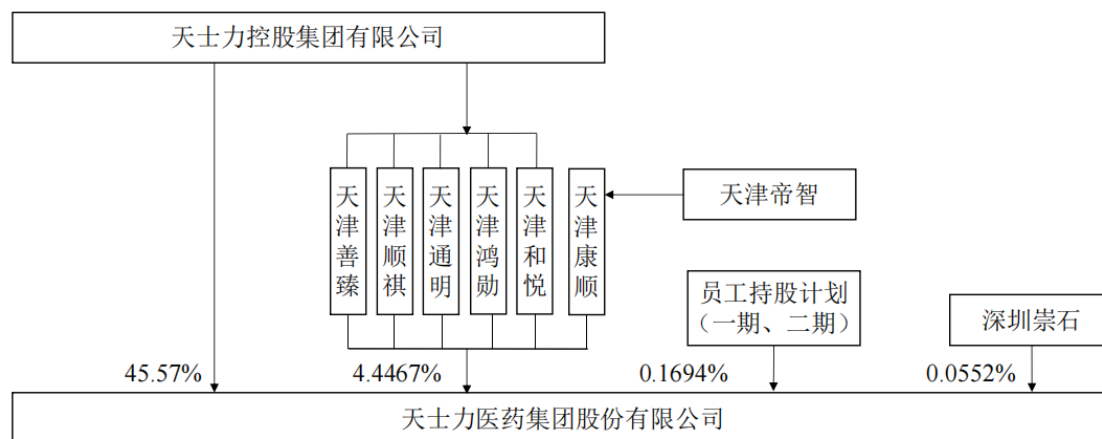 天士力控股集团有限公司
天津善臻
天津顺祺
天津通明
天津鸿勋
天津和悦
天津康顺
天津帝智
员工持股计划
（一期、二期）
深圳崇石
45.57%
4.4467%
0.1694%
0.0552%
天士力医药集团股份有限公司